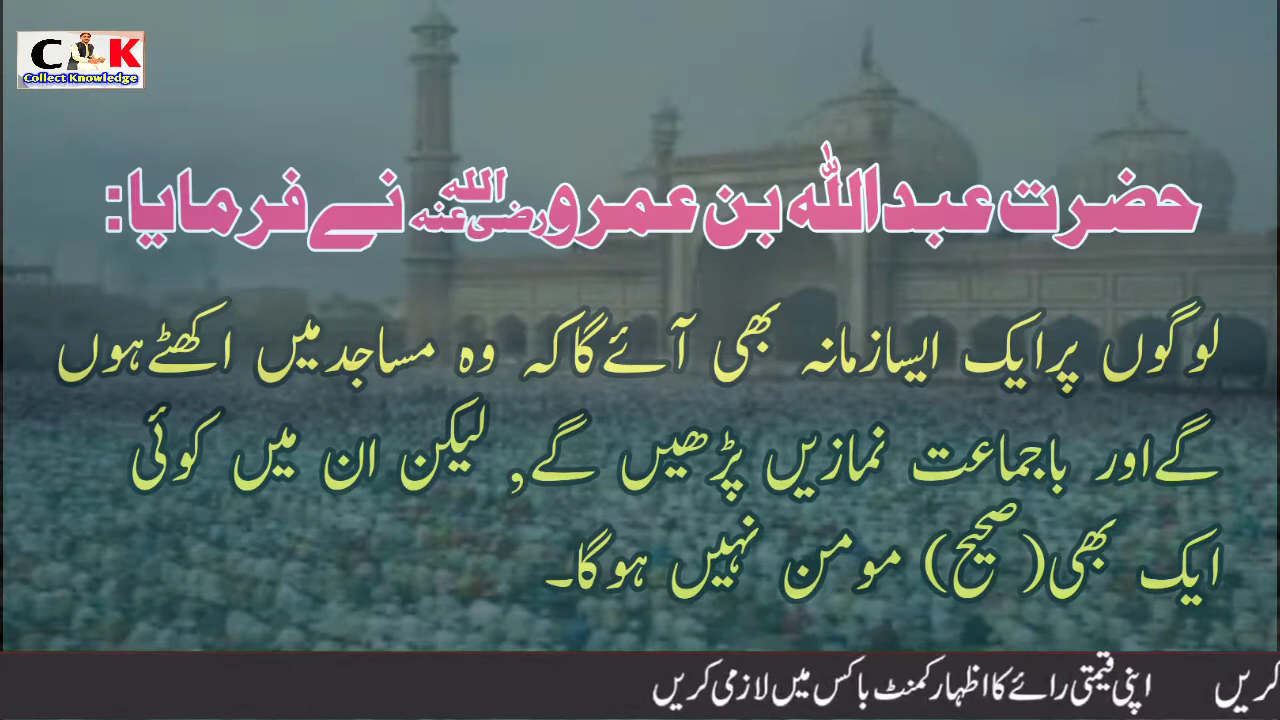 C K
Collect Knowledge
حضرت عبداللہ بن عمرو رضی اللہ عنہ نے فرمایا:
لوگوں پر ایک ایسا زمانہ بھی آئے گا کہ وہ مساجد میں اکھٹے ہوں
گے اور باجماعت نمازیں پڑھیں گے, لیکن ان میں کوئی
ایک بھی (صحیح) مومن نہیں ہوگا۔
کریں اپنی قیمتی رائے کا اظہار کمنٹ باکس میں لازمی کریں